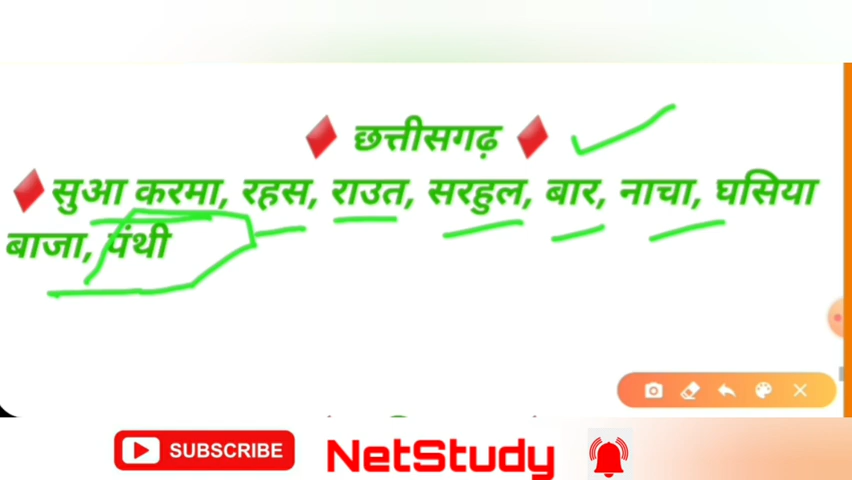 छत्तीसगढ़
सुआ करमा, रहस, राउत, सरहुल, बार, नाचा, घसिया
बाजा, पंथी
SUBSCRIBE NetStudy